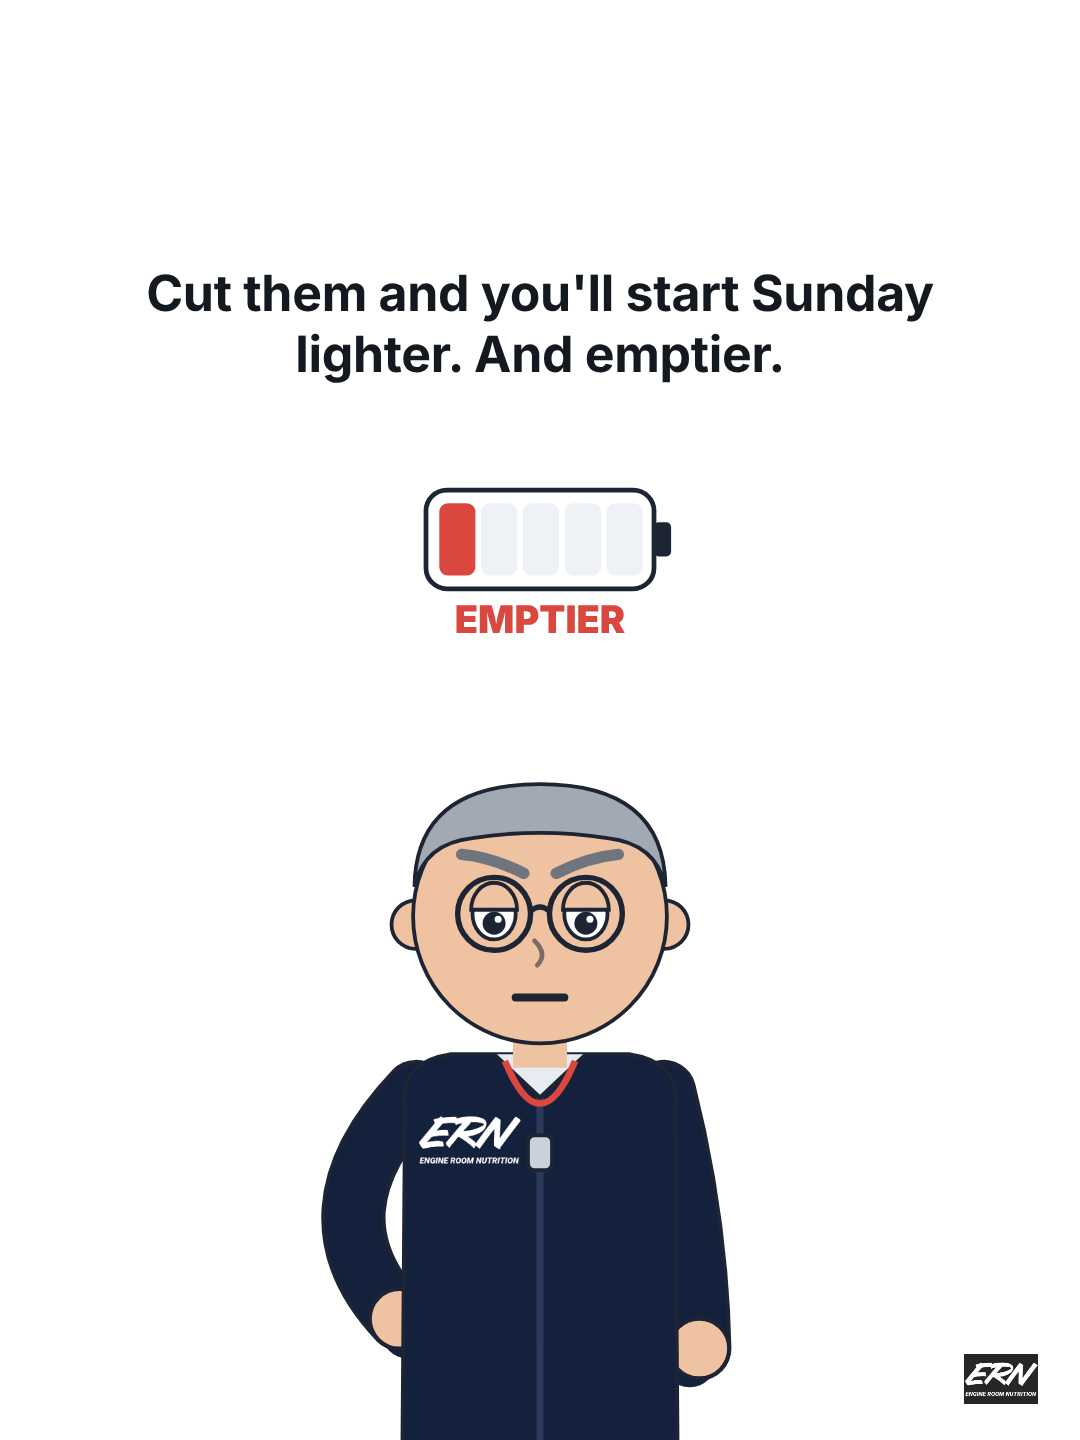 Cut them and you'll start Sunday
lighter. And emptier.
EMPTIER
ERN
ENGINE ROOM NUTRITION
ERN
ENGINE ROOM NUTRITION